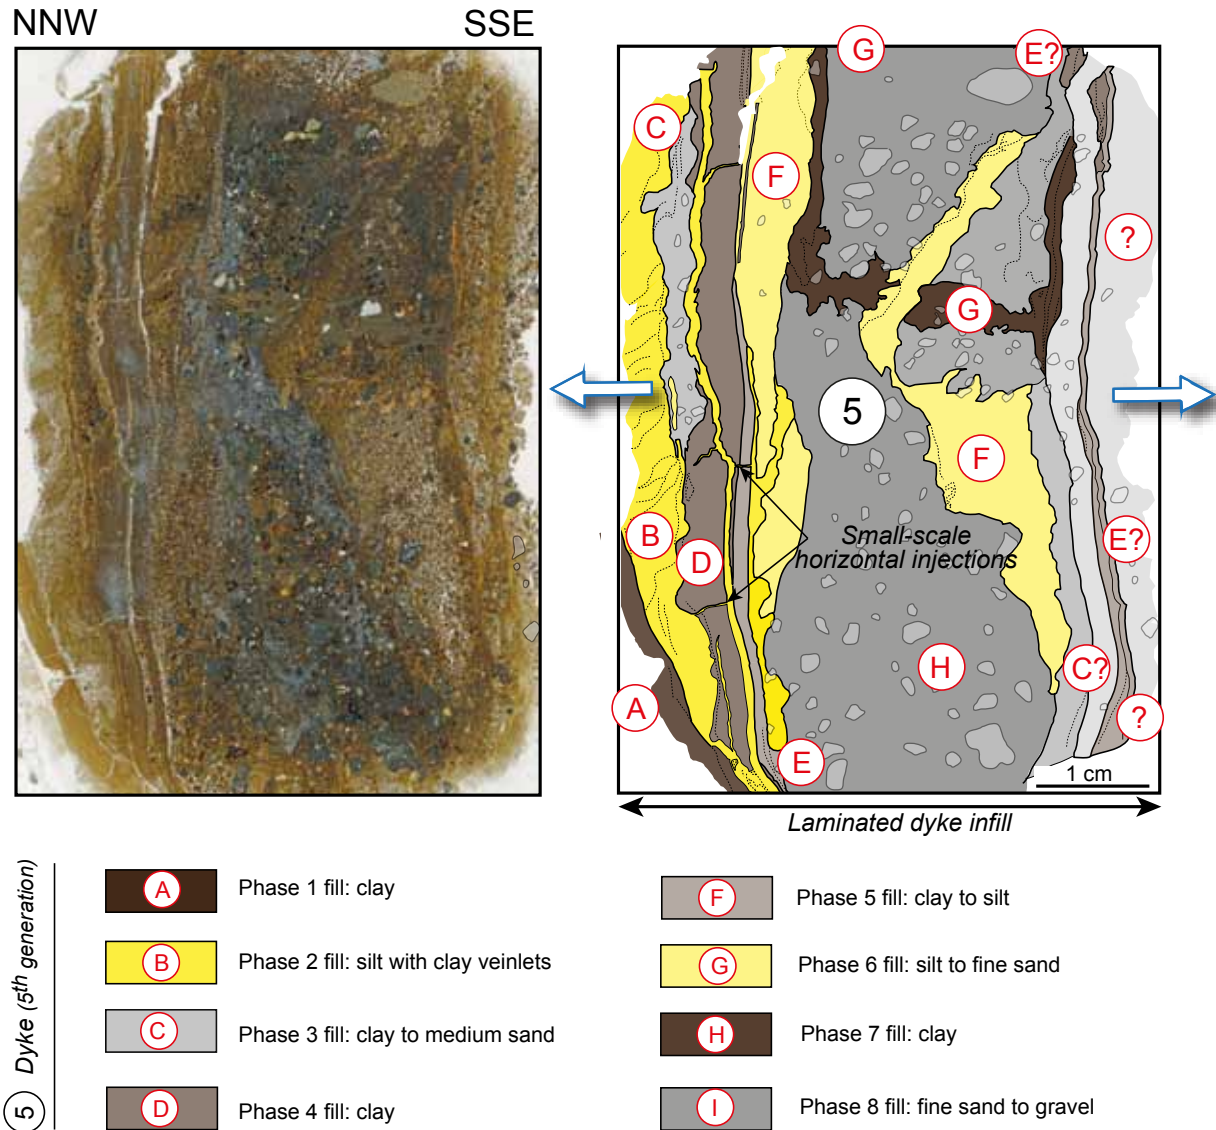 NNW SSE
G E?
C
F
?
G
5
F
B D Small-scale horizontal injections E?
H C?
A ?
E
1 cm
Laminated dyke infill
5 Dyke (5th generation)
A Phase 1 fill: clay
B Phase 2 fill: silt with clay veinlets
C Phase 3 fill: clay to medium sand
D Phase 4 fill: clay
F Phase 5 fill: clay to silt
G Phase 6 fill: silt to fine sand
H Phase 7 fill: clay
I Phase 8 fill: fine sand to gravel